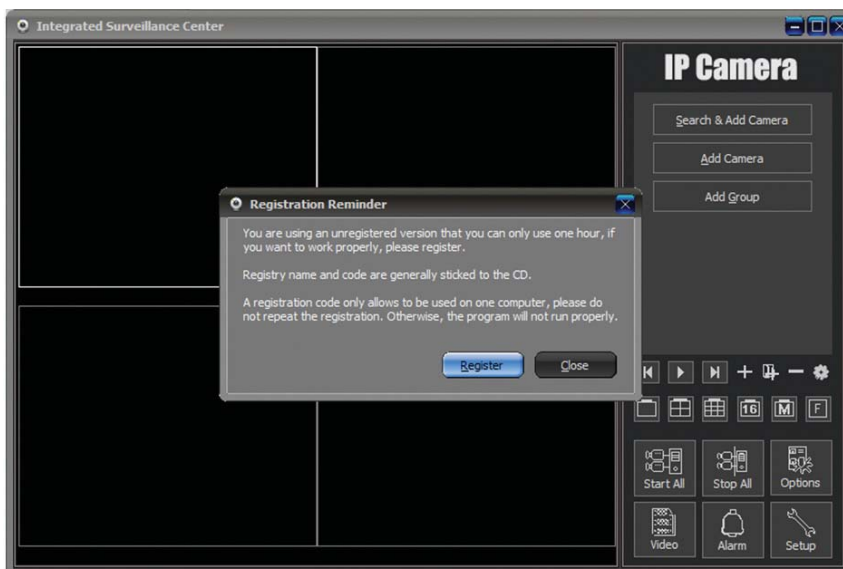 Integrated Surveillance Center
IP Camera
Search & Add Camera
Add Camera
Add Group
Registration Reminder
You are using an unregistered version that you can only use one hour, if
you want to work properly, please register.
Registry name and code are generally sticked to the CD.
A registration code only allows to be used on one computer, please do
not repeat the registration. Otherwise, the program will not run properly.
Register
Close
16
M
F
Start All
Stop All
Options
Video
Alarm
Setup